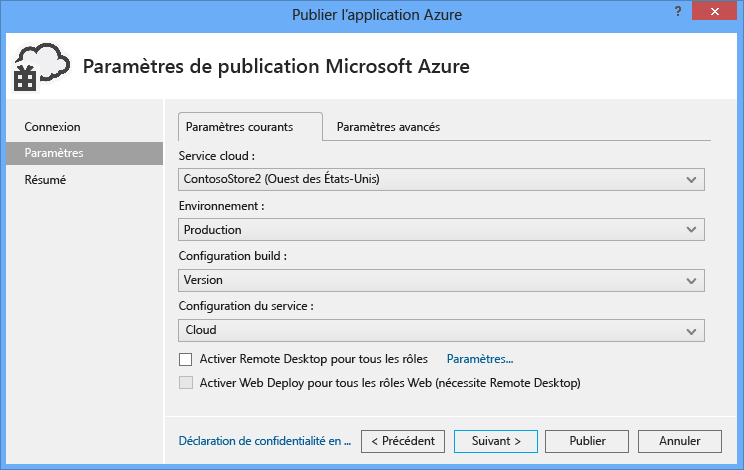 Publier l'application Azure
?
Paramètres de publication Microsoft Azure
Connexion
Paramètres
Résumé
Paramètres courants
Paramètres avancés
Service cloud :
ContosoStore2 (Ouest des États-Unis)
Environnement :
Production
Configuration build :
Version
Configuration du service :
Cloud
Activer Remote Desktop pour tous les rôles
Paramètres...
Activer Web Deploy pour tous les rôles Web (nécessite Remote Desktop)
Déclaration de confidentialité en ...
< Précédent
Suivant >
Publier
Annuler